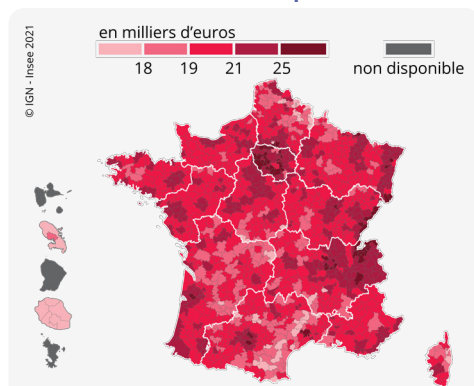 en milliers d'euros
18 19 21 25
non disponible
© IGN - Insee 2021